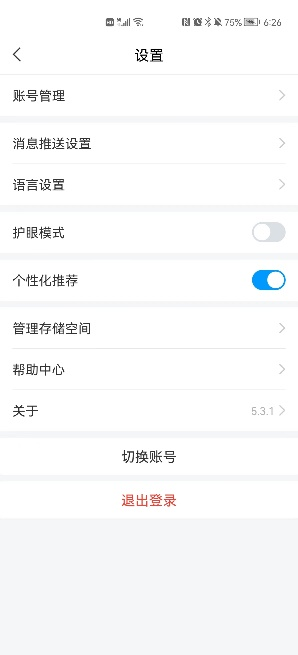 75% 6:26
设置
账号管理
消息推送设置
语言设置
护眼模式
个性化推荐
管理存储空间
帮助中心
关于 5.3.1
切换账号
退出登录